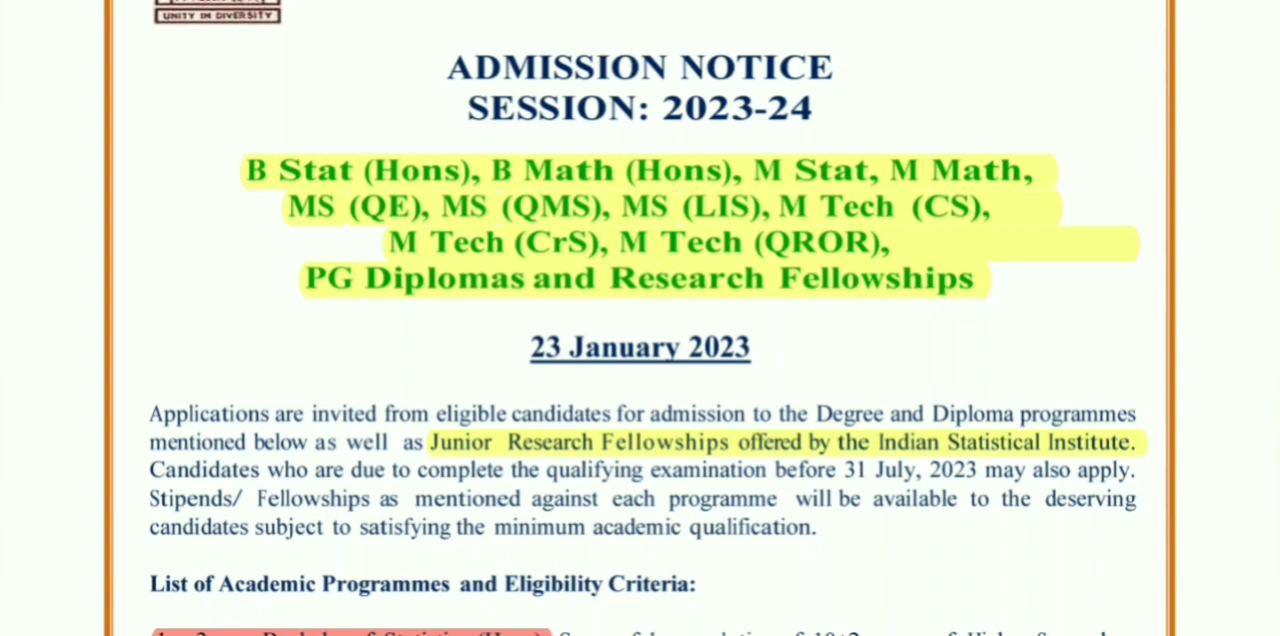 UNITY IN DIVERSITY
ADMISSION NOTICE
SESSION: 2023-24
B Stat (Hons), B Math (Hons), M Stat, M Math,
MS (QE), MS (QMS), MS (LIS), M Tech (CS),
M Tech (CrS), M Tech (QROR),
PG Diplomas and Research Fellowships
23 January 2023
Applications are invited from eligible candidates for admission to the Degree and Diploma programmes
mentioned below as well as Junior Research Fellowships offered by the Indian Statistical Institute.
Candidates who are due to complete the qualifying examination before 31 July, 2023 may also apply.
Stipends/ Fellowships as mentioned against each programme will be available to the deserving
candidates subject to satisfying the minimum academic qualification.
List of Academic Programmes and Eligibility Criteria: